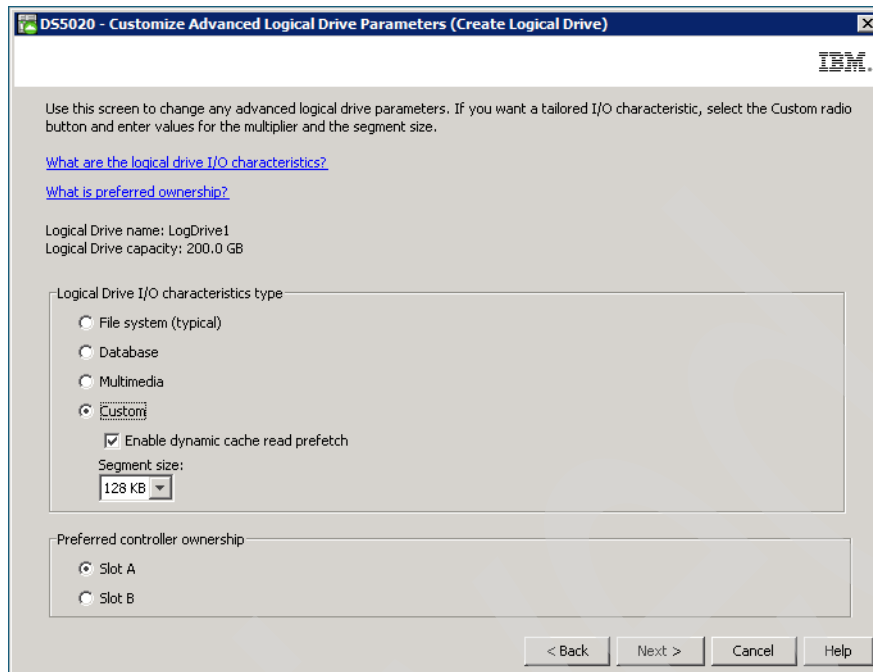 DS5020 - Customize Advanced Logical Drive Parameters (Create Logical Drive)
IBM.
Use this screen to change any advanced logical drive parameters. If you want a tailored I/O characteristic, select the Custom radio
button and enter values for the multiplier and the segment size.
What are the logical drive I/O characteristics?
What is preferred ownership?
Logical Drive name: LogDrive1
Logical Drive capacity: 200.0 GB
Logical Drive I/O characteristics type
File system (typical)
Database
Multimedia
Custom
Enable dynamic cache read prefetch
Segment size:
128 KB
Preferred controller ownership
Slot A
Slot B
< Back Next > Cancel Help